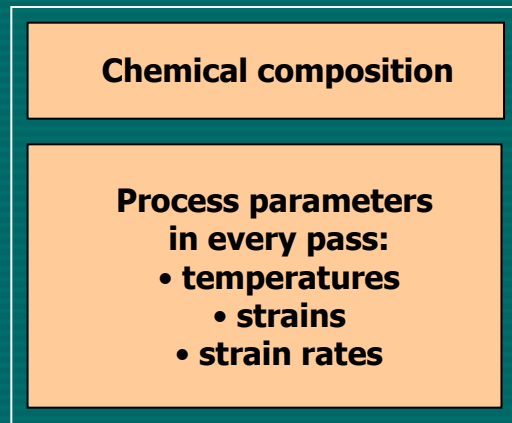 Chemical composition
Process parameters
in every pass:
• temperatures
• strains
• strain rates